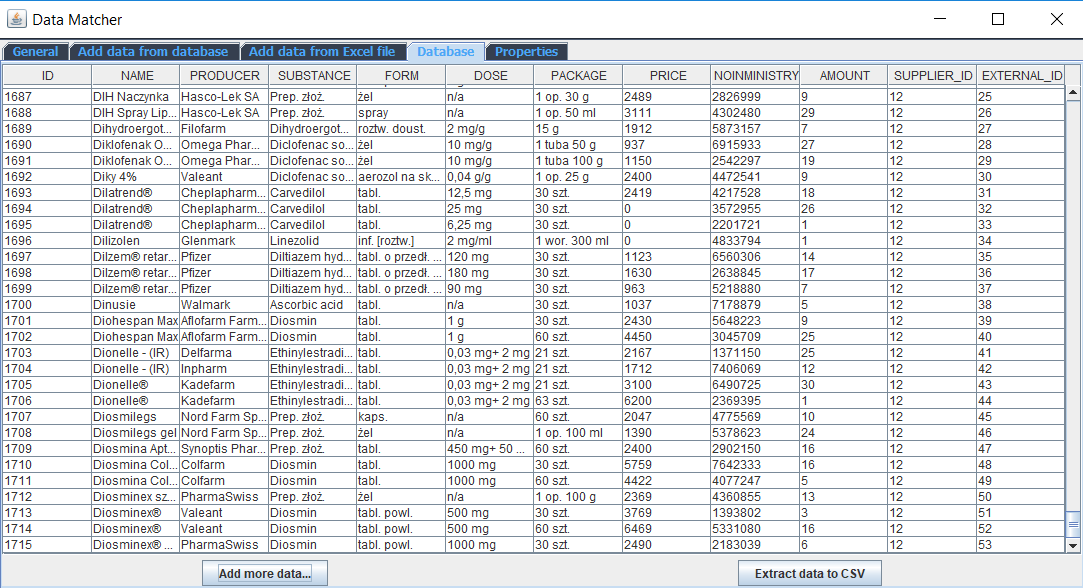 Data Matcher
General Add data from database Add data from Excel file Database Properties
ID NAME PRODUCER SUBSTANCE FORM DOSE PACKAGE PRICE NOINMINISTRY AMOUNT SUPPLIER_ID EXTERNAL_ID
1687 DIH Naczynka Hasco-Lek SA Prep. złoż. żel n/a 1 op. 30 g 2489 2826999 9 12 25
1688 DIH Spray Lip... Hasco-Lek SA Prep. złoż. spray n/a 1 op. 50 ml 3111 4302480 29 12 26
1689 Dihydroergot... Filofarm Dihydroergot... roztw. doust. 2 mg/g 15 g 1912 5873157 7 12 27
1690 Diklofenak O... Omega Phar... Diclofenac so... żel 10 mg/g 1 tuba 50 g 937 6915933 27 12 28
1691 Diklofenak O... Omega Phar... Diclofenac so... żel 10 mg/g 1 tuba 100 g 1150 2542297 19 12 29
1692 Diky 4% Valeant Diclofenac so... aerozol na sk... 0,04 g/g 1 op. 25 g 2400 4472541 9 12 30
1693 Dilatrend® Cheplapharm... Carvedilol tabl. 12,5 mg 30 szt. 2419 4217528 18 12 31
1694 Dilatrend® Cheplapharm... Carvedilol tabl. 25 mg 30 szt. 0 3572955 26 12 32
1695 Dilatrend® Cheplapharm... Carvedilol tabl. 6,25 mg 30 szt. 0 2201721 1 12 33
1696 Dilizolen Glenmark Linezolid inf. [roztw.] 2 mg/ml 1 wor. 300 ml 0 4833794 1 12 34
1697 Dilzem® retar... Pfizer Diltiazem hyd... tabl. o przedł. ... 120 mg 30 szt. 1123 6560306 14 12 35
1698 Dilzem® retar... Pfizer Diltiazem hyd... tabl. o przedł. ... 180 mg 30 szt. 1630 2638845 17 12 36
1699 Dilzem® retar... Pfizer Diltiazem hyd... tabl. o przedł. ... 90 mg 30 szt. 963 5218880 7 12 37
1700 Dinusie Walmark Ascorbic acid tabl. n/a 30 szt. 1037 7178879 5 12 38
1701 Diohespan Max Aflofarm Farm... Diosmin tabl. 1 g 30 szt. 2430 5648223 9 12 39
1702 Diohespan Max Aflofarm Farm... Diosmin tabl. 1 g 60 szt. 4450 3045709 25 12 40
1703 Dionelle - (IR) Delfarma Ethinylestradi... tabl. 0,03 mg+ 2 mg 21 szt. 2167 1371150 25 12 41
1704 Dionelle - (IR) Inpharm Ethinylestradi... tabl. 0,03 mg+ 2 mg 21 szt. 1712 7406069 12 12 42
1705 Dionelle® Kadefarm Ethinylestradi... tabl. 0,03 mg+ 2 mg 21 szt. 3100 6490725 30 12 43
1706 Dionelle® Kadefarm Ethinylestradi... tabl. 0,03 mg+ 2 mg 63 szt. 6200 2369395 1 12 44
1707 Diosmilegs Nord Farm Sp... Prep. złoż. kaps. n/a 60 szt. 2047 4775569 10 12 45
1708 Diosmilegs gel Nord Farm Sp... Prep. złoż. żel n/a 1 op. 100 ml 1390 5378623 24 12 46
1709 Diosmina Apt... Synoptis Phar... Prep. złoż. tabl. 450 mg+ 50 ... 60 szt. 2400 2902150 16 12 47
1710 Diosmina Col... Colfarm Diosmin tabl. 1000 mg 30 szt. 5759 7642333 16 12 48
1711 Diosmina Col... Colfarm Diosmin tabl. 1000 mg 60 szt. 4422 4077247 5 12 49
1712 Diosminex sz... PharmaSwiss Prep. złoż. żel n/a 1 op. 100 g 2369 4360855 13 12 50
1713 Diosminex® Valeant Diosmin tabl. powl. 500 mg 30 szt. 3769 1393802 3 12 51
1714 Diosminex® Valeant Diosmin tabl. powl. 500 mg 60 szt. 6469 5331080 16 12 52
1715 Diosminex® ... PharmaSwiss Diosmin tabl. powl. 1000 mg 30 szt. 2490 2183039 6 12 53
Add more data... Extract data to CSV